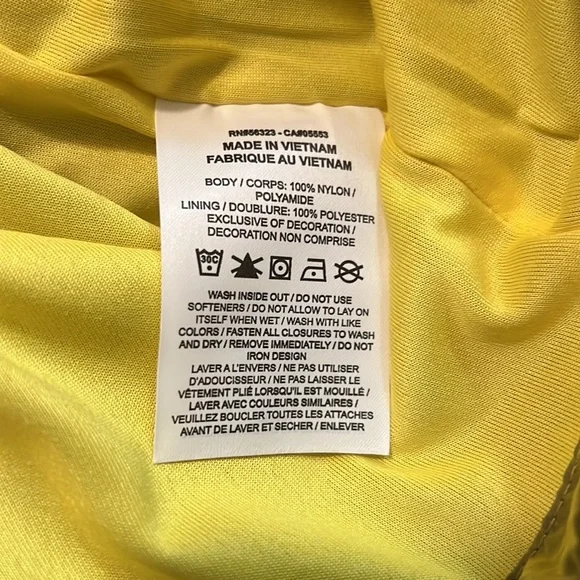 RN#56323 - CA#05553
MADE IN VIETNAM
FABRIQUE AU VIETNAM
BODY / CORPS: 100% NYLON /
POLYAMIDE
LINING / DOUBLURE: 100% POLYESTER
EXCLUSIVE OF DECORATION /
DECORATION NON COMPRISE
30C
WASH INSIDE OUT / DO NOT USE
SOFTENERS / DO NOT ALLOW TO LAY ON
ITSELF WHEN WET / WASH WITH LIKE
COLORS / FASTEN ALL CLOSURES TO WASH
AND DRY / REMOVE IMMEDIATELY / DO NOT
IRON DESIGN
LAVER A L'ENVERS / NE PAS UTILISER
D'ADOUCISSEUR / NE PAS LAISSER LE
VÊTEMENT PLIÉ LORSQU'IL EST MOUILLÉ /
LAVER AVEC COULEURS SIMILAIRES /
VEUILLEZ BOUCLER TOUTES LES ATTACHES
AVANT DE LAVER ET SECHER / ENLEVER